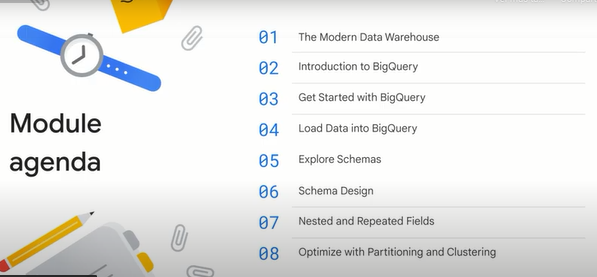 Module
agenda
01 The Modern Data Warehouse
02 Introduction to BigQuery
03 Get Started with BigQuery
04 Load Data into BigQuery
05 Explore Schemas
06 Schema Design
07 Nested and Repeated Fields
08 Optimize with Partitioning and Clustering